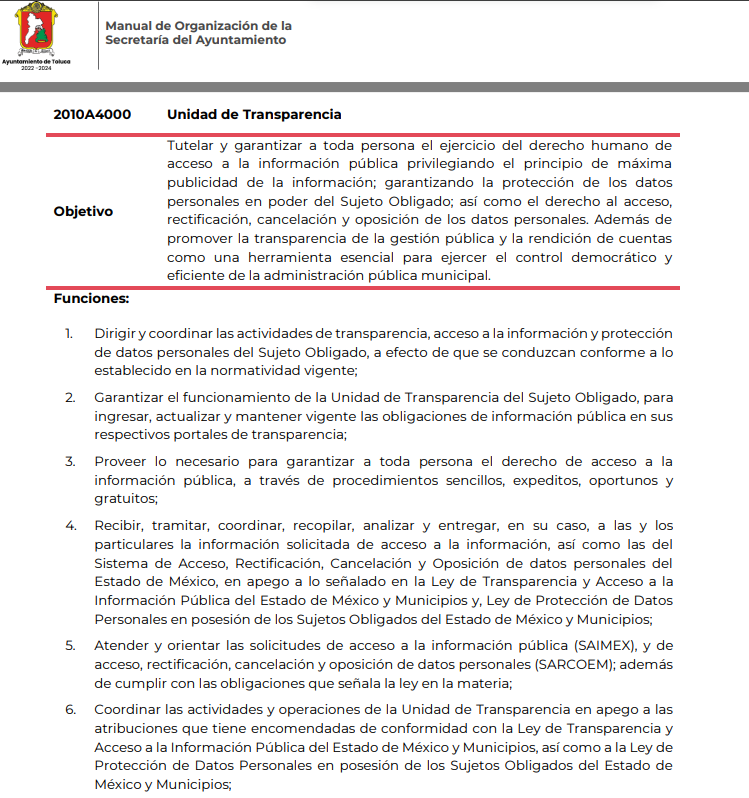 Manual de Organización de la
Secretaría del Ayuntamiento
Ayuntamiento de Toluca
2022 - 2024
2010A4000 Unidad de Transparencia
Objetivo
Tutelar y garantizar a toda persona el ejercicio del derecho humano de
acceso a la información pública privilegiando el principio de máxima
publicidad de la información; garantizando la protección de los datos
personales en poder del Sujeto Obligado; así como el derecho al acceso,
rectificación, cancelación y oposición de los datos personales. Además de
promover la transparencia de la gestión pública y la rendición de cuentas
como una herramienta esencial para ejercer el control democrático y
eficiente de la administración pública municipal.
Funciones:
1. Dirigir y coordinar las actividades de transparencia, acceso a la información y protección
de datos personales del Sujeto Obligado, a efecto de que se conduzcan conforme a lo
establecido en la normatividad vigente;
2. Garantizar el funcionamiento de la Unidad de Transparencia del Sujeto Obligado, para
ingresar, actualizar y mantener vigente las obligaciones de información pública en sus
respectivos portales de transparencia;
3. Proveer lo necesario para garantizar a toda persona el derecho de acceso a la
información pública, a través de procedimientos sencillos, expeditos, oportunos y
gratuitos;
4. Recibir, tramitar, coordinar, recopilar, analizar y entregar, en su caso, a las y los
particulares la información solicitada de acceso a la información, así como las del
Sistema de Acceso, Rectificación, Cancelación y Oposición de datos personales del
Estado de México, en apego a lo señalado en la Ley de Transparencia y Acceso a la
Información Pública del Estado de México y Municipios y, Ley de Protección de Datos
Personales en posesión de los Sujetos Obligados del Estado de México y Municipios;
5. Atender y orientar las solicitudes de acceso a la información pública (SAIMEX), y de
acceso, rectificación, cancelación y oposición de datos personales (SARCOEM); además
de cumplir con las obligaciones que señala la ley en la materia;
6. Coordinar las actividades y operaciones de la Unidad de Transparencia en apego a las
atribuciones que tiene encomendadas de conformidad con la Ley de Transparencia y
Acceso a la Información Pública del Estado de México y Municipios, así como a la Ley de
Protección de Datos Personales en posesión de los Sujetos Obligados del Estado de
México y Municipios;